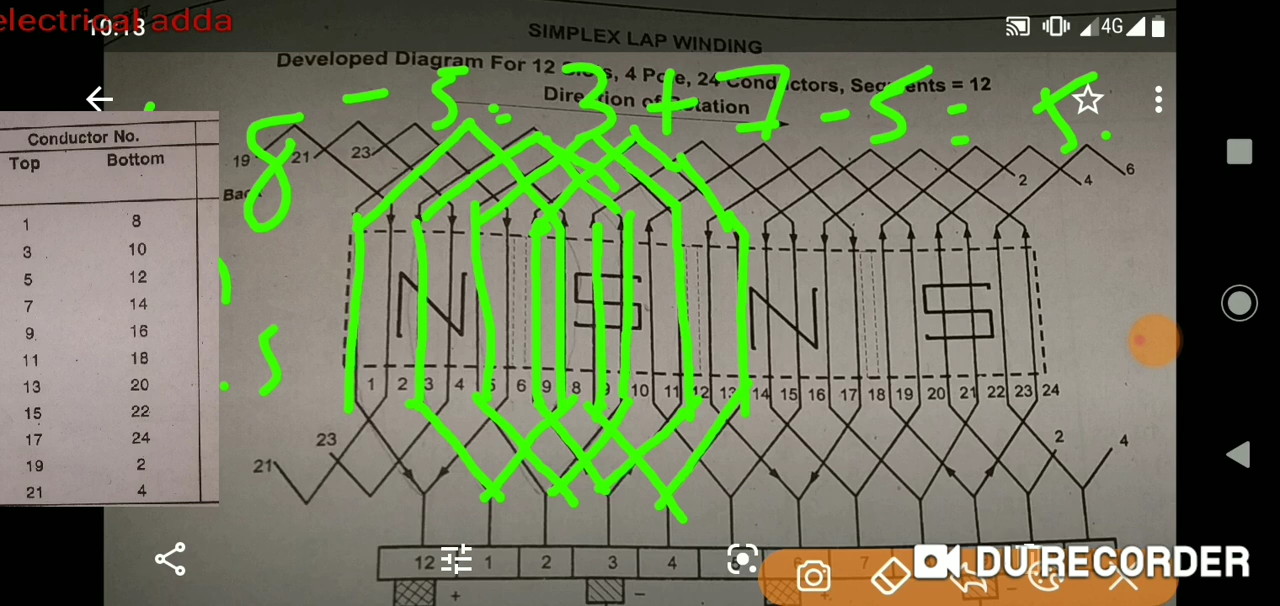 electrical adda
10:13
4G
SIMPLEX LAP WINDING
Developed Diagram For 12 Slots, 4 Pole, 24 Conductors, Segments = 12
Direction of Rotation
8 - 5 = 3 + 7 - 5 = 5.
Conductor No.
Top Bottom
1 8
3 10
5 12
7 14
9 16
11 18
13 20
15 22
17 24
19 2
21 4
19 21 23
2 4 6
Back
N S N S
1 2 3 4 5 6 9 8 9 10 11 12 13 14 15 16 17 18 19 20 21 22 23 24
21 23
2 4
12 1 2 3 4 5 6 7
+ - + -
DU RECORDER